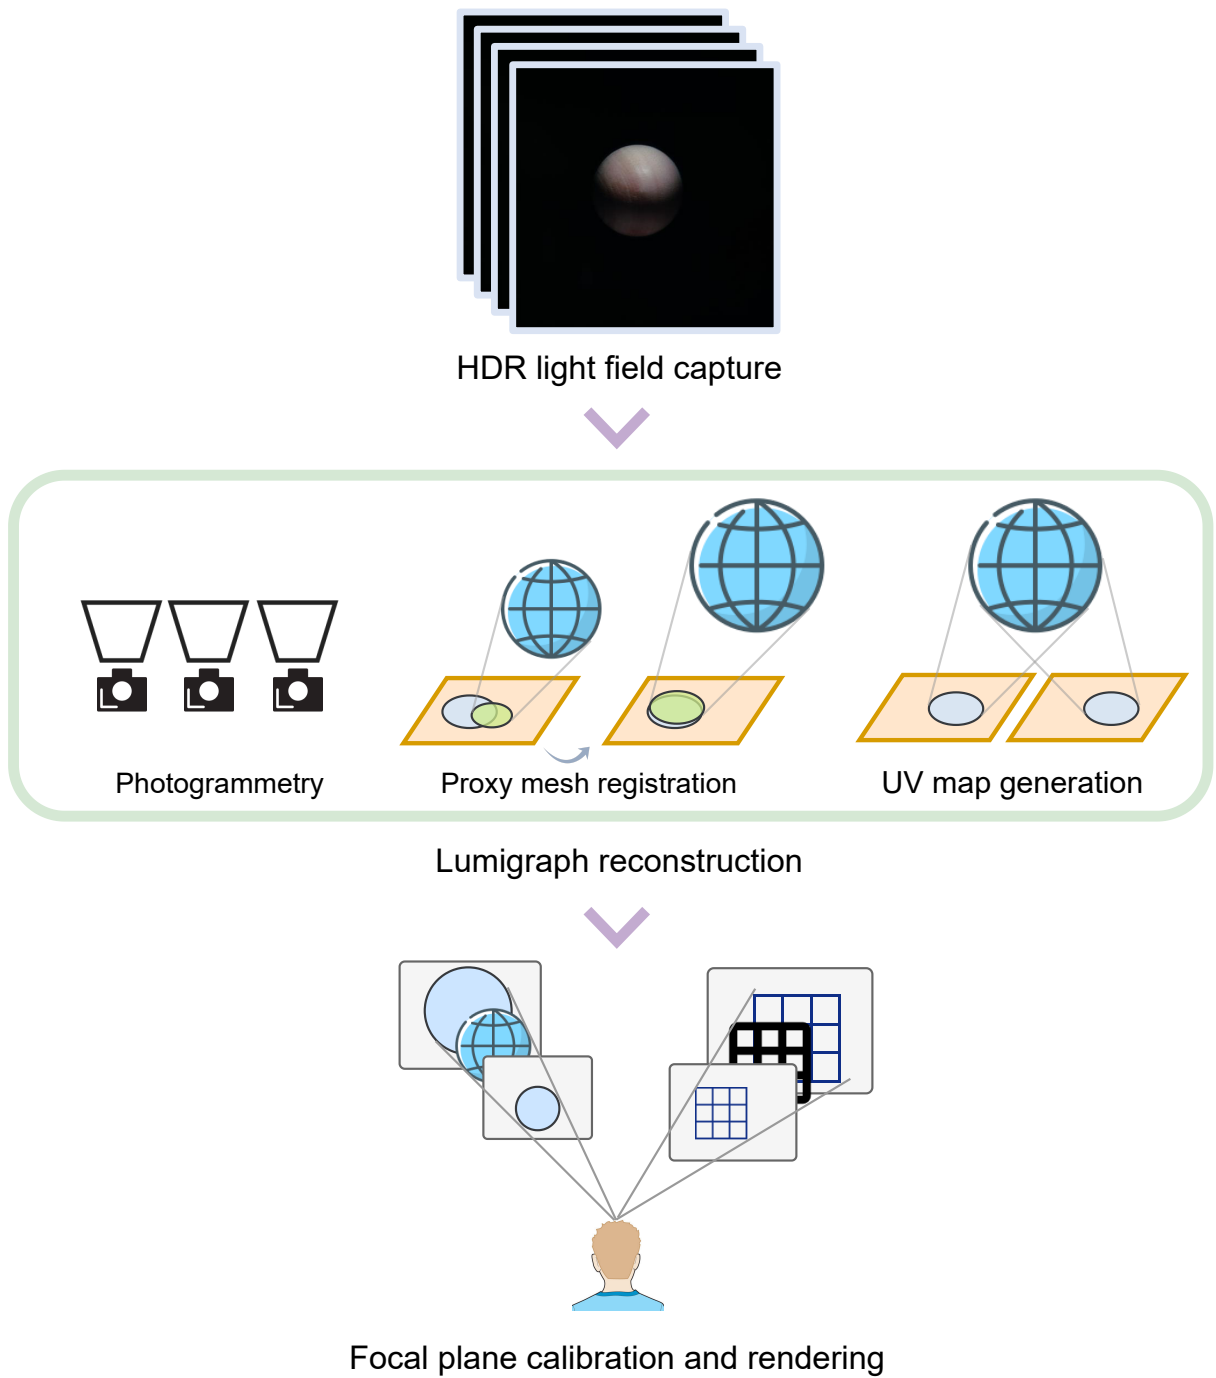 HDR light field capture
Photogrammetry
Proxy mesh registration
UV map generation
Lumigraph reconstruction
Focal plane calibration and rendering